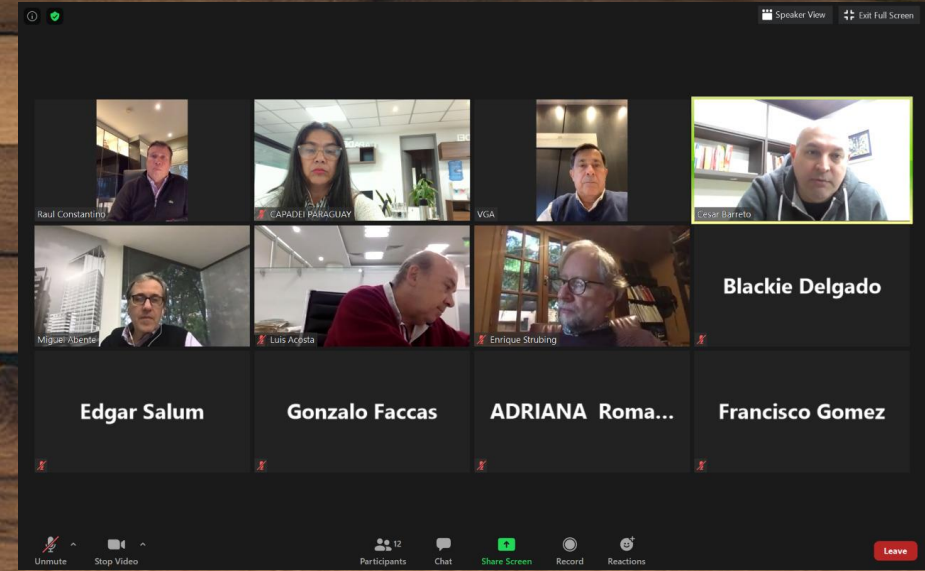 Speaker View
Exit Full Screen
Raul Constantino
CAPADEI PARAGUAY
VGA
Cesar Barreto
Miguel Abente
Luis Acosta
Enrique Strubing
Blackie Delgado
Edgar Salum
Gonzalo Faccas
ADRIANA Roma...
Francisco Gomez
Unmute
Stop Video
12
Participants
Chat
Share Screen
Record
Reactions
Leave